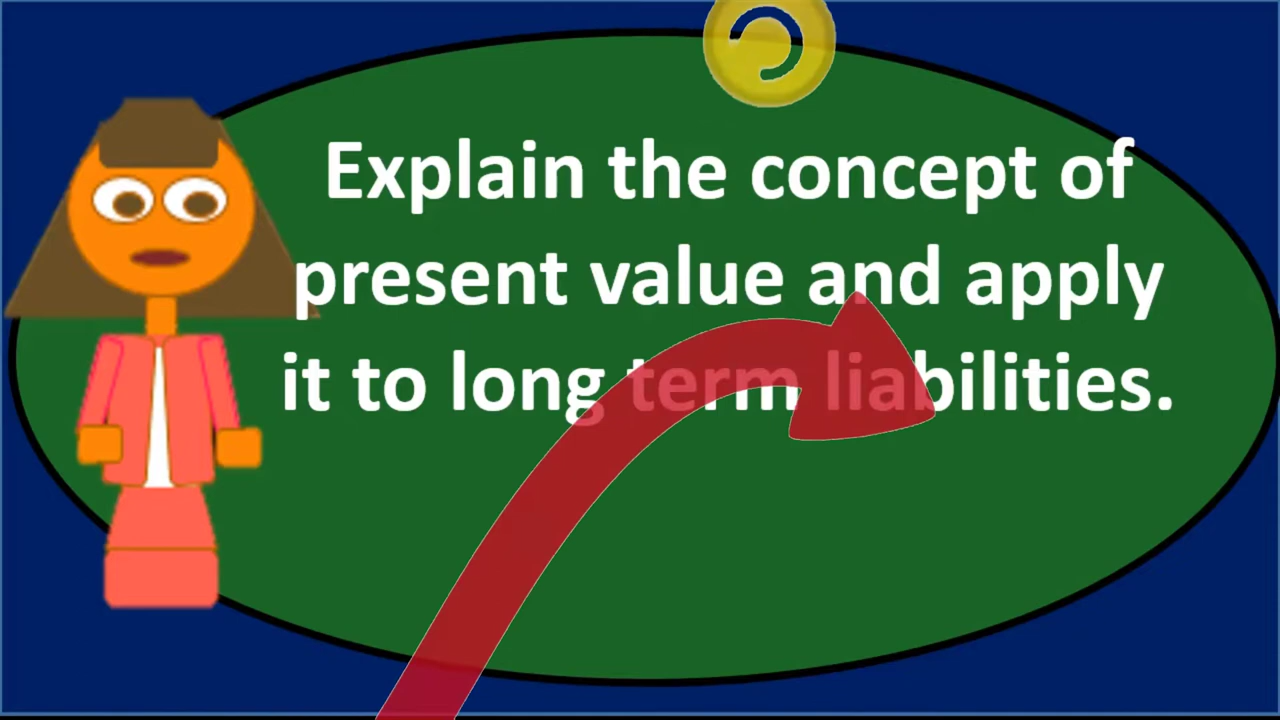 Explain the concept of
present value and apply
it to long term liabilities.